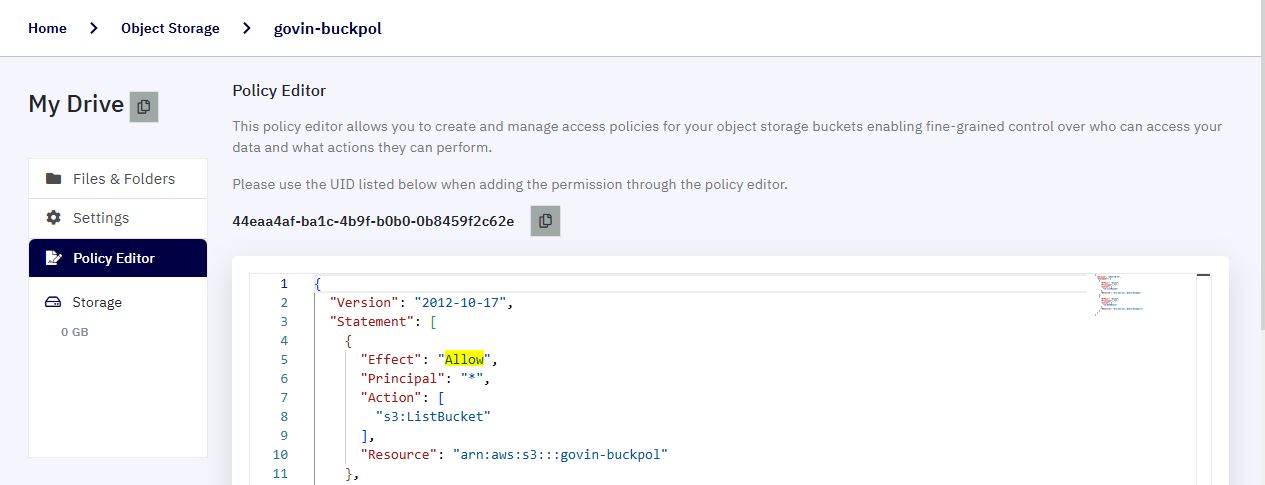 Home > Object Storage > govin-buckpol
My Drive
Files & Folders
Settings
Policy Editor
Storage
0 GB
Policy Editor
This policy editor allows you to create and manage access policies for your object storage buckets enabling fine-grained control over who can access your
data and what actions they can perform.
Please use the UID listed below when adding the permission through the policy editor.
44eaa4af-ba1c-4b9f-b0b0-0b8459f2c62e
1 {
2 "Version": "2012-10-17",
3 "Statement": [
4 {
5 "Effect": "Allow",
6 "Principal": "*",
7 "Action": [
8 "s3:ListBucket"
9 ],
10 "Resource": "arn:aws:s3:::govin-buckpol"
11 },